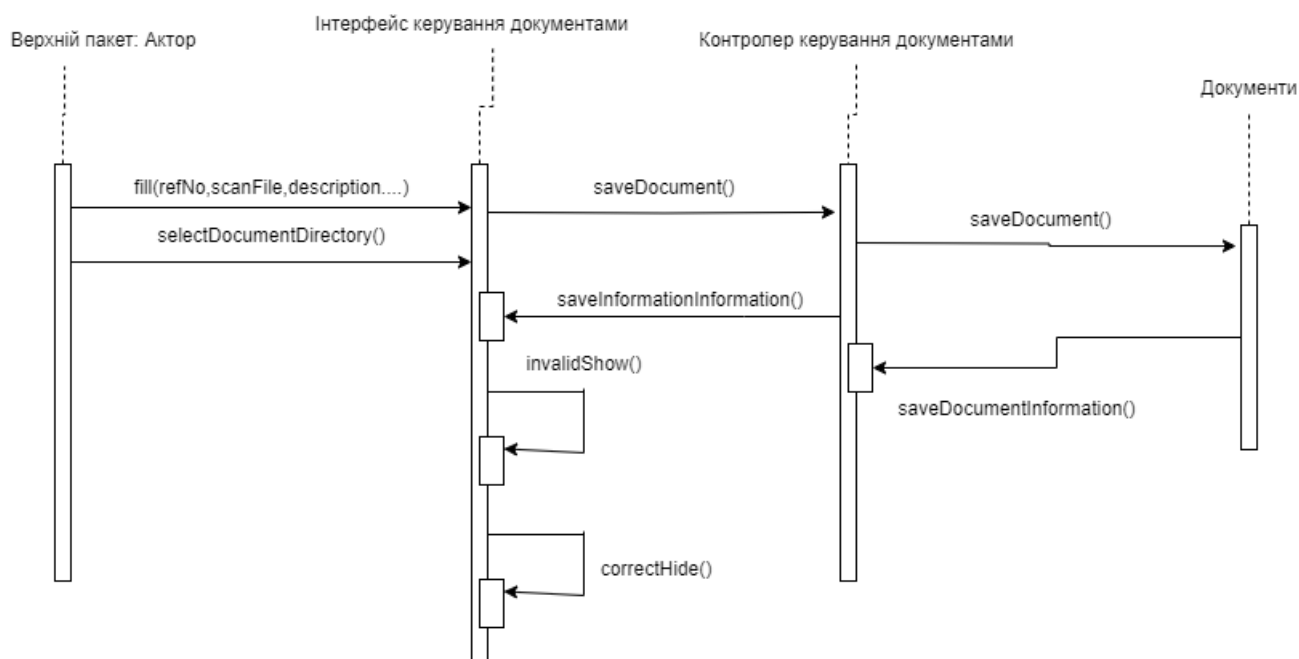 Верхній пакет: Актор
Інтерфейс керування документами
Контролер керування документами
Документи
fill(refNo,scanFile,description....)
saveDocument()
saveDocument()
selectDocumentDirectory()
saveInformationInformation()
invalidShow()
saveDocumentInformation()
correctHide()